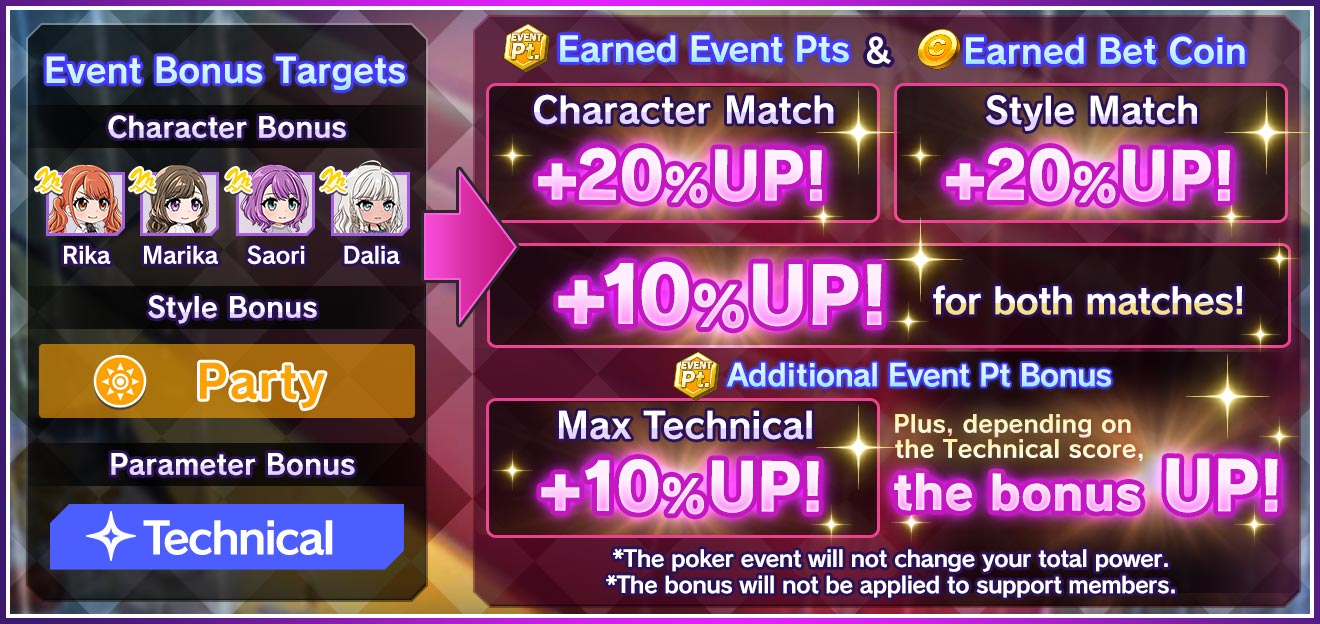 Event Bonus Targets
Character Bonus
Rika Marika Saori Dalia
Style Bonus
Party
Parameter Bonus
Technical
EVENT
Pt.
Earned Event Pts & C Earned Bet Coin
Character Match
+20%UP!
Style Match
+20%UP!
+10%UP! for both matches!
EVENT
Pt.
Additional Event Pt Bonus
Max Technical
+10%UP!
Plus, depending on
the Technical score,
the bonus UP!
*The poker event will not change your total power.
*The bonus will not be applied to support members.